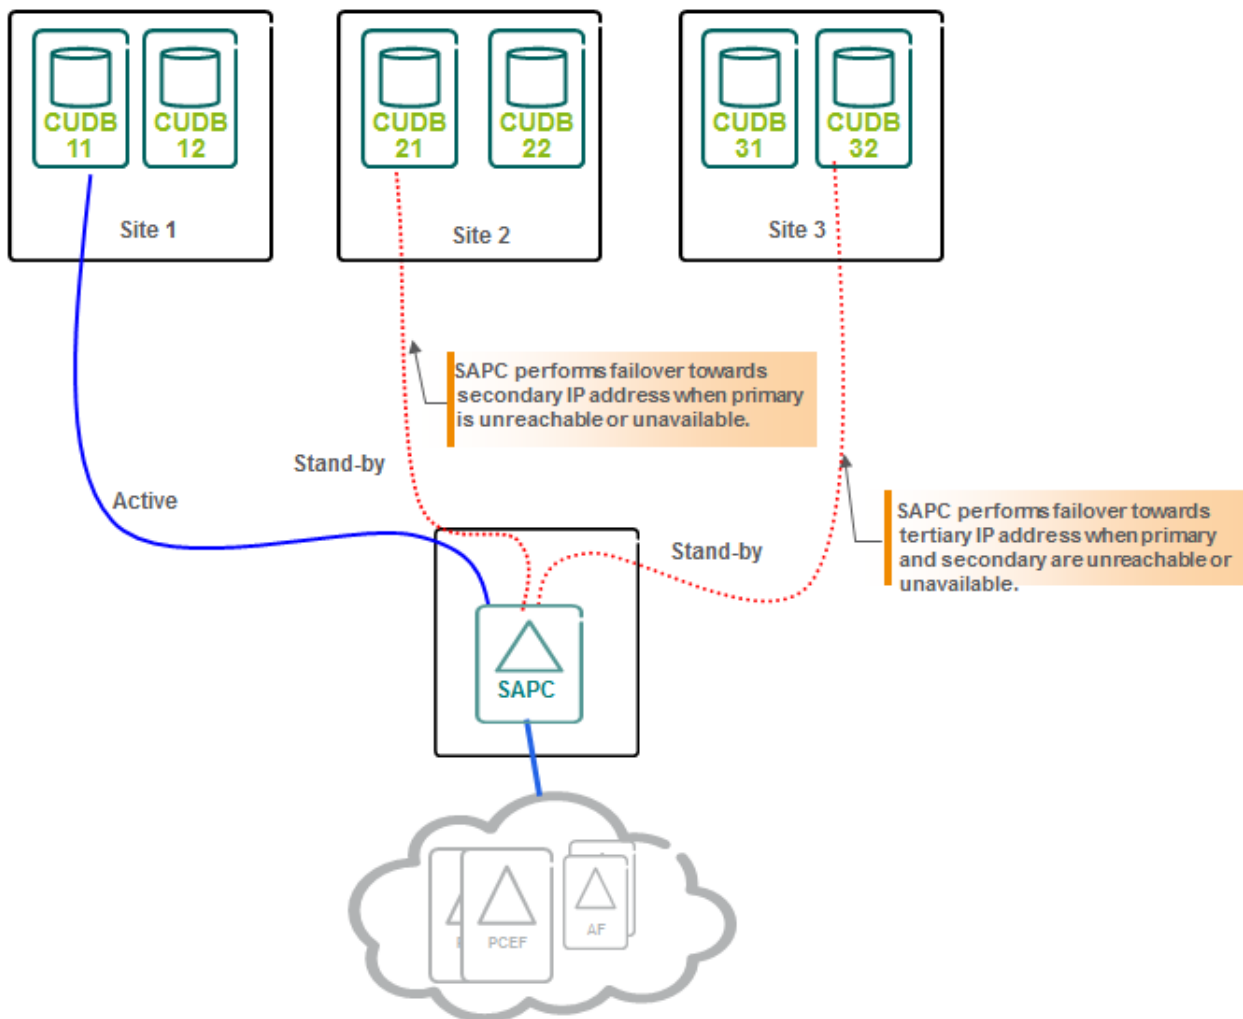 CUDB
11
CUDB
12
CUDB
21
CUDB
22
CUDB
31
CUDB
32
Site 1
Site 2
Site 3
SAPC performs failover towards
secondary IP address when primary
is unreachable or unavailable.
Stand-by
Active
SAPC performs failover towards
tertiary IP address when primary
and secondary are unreachable or
unavailable.
Stand-by
SAPC
PCEF
AF